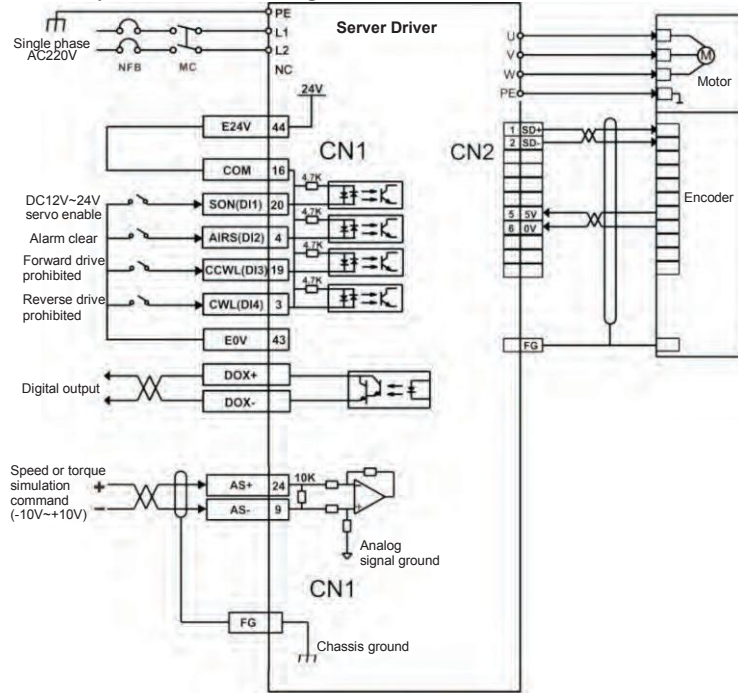 PE
Server Driver
Single phase
AC220V
L1
L2
NFB
MC
NC
U
V
W
PE
M
Motor
24V
E24V 44
CN1
CN2
COM 16
4.7K
DC12V~24V
servo enable
SON(DI1) 20
4.7K
Alarm clear
AIRS(DI2) 4
4.7K
Forward drive
prohibited
CCWL(DI3) 19
4.7K
Reverse drive
prohibited
CWL(DI4) 3
E0V 43
1 SD+
2 SD-
Encoder
5 5V
6 0V
FG
Digital output
DOX+
DOX-
Speed or torque
simulation
command
(-10V~+10V)
+
−
AS+ 24
10K
AS- 9
Analog
signal ground
CN1
FG
Chassis ground